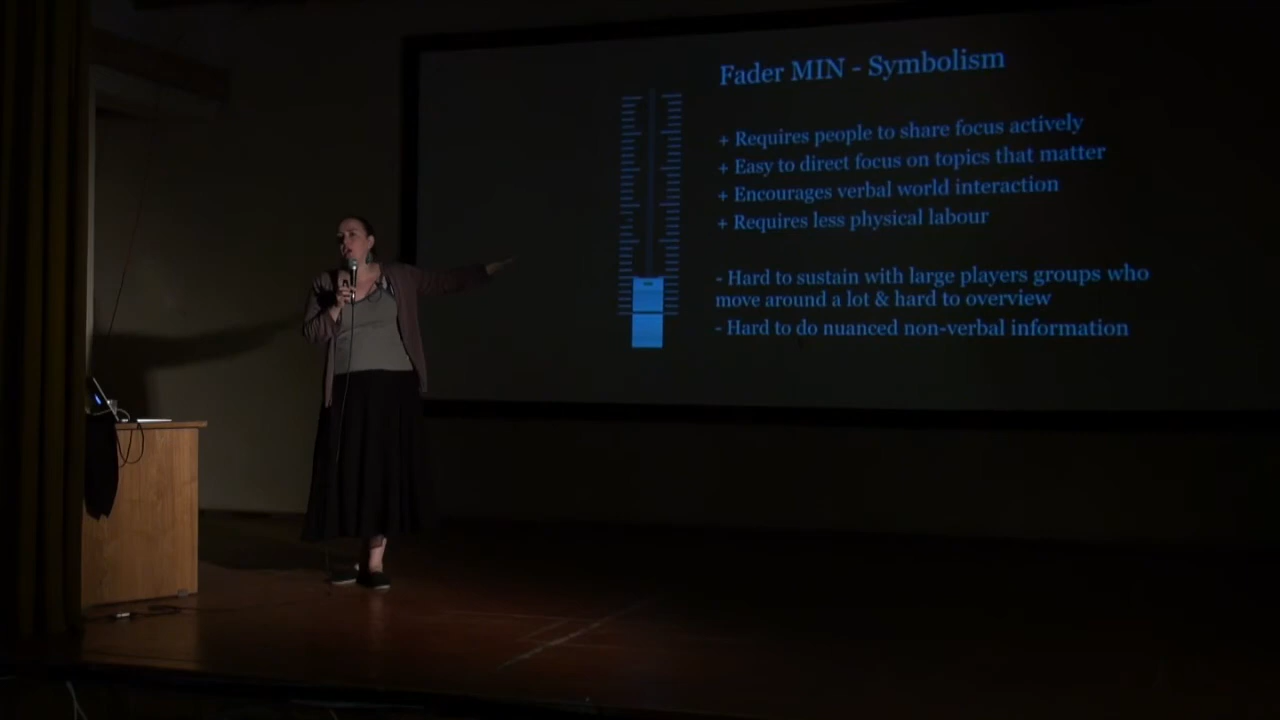 Fader MIN - Symbolism
+ Requires people to share focus actively
+ Easy to direct focus on topics that matter
+ Encourages verbal world interaction
+ Requires less physical labour
- Hard to sustain with large players groups who
move around a lot & hard to overview
- Hard to do nuanced non-verbal information